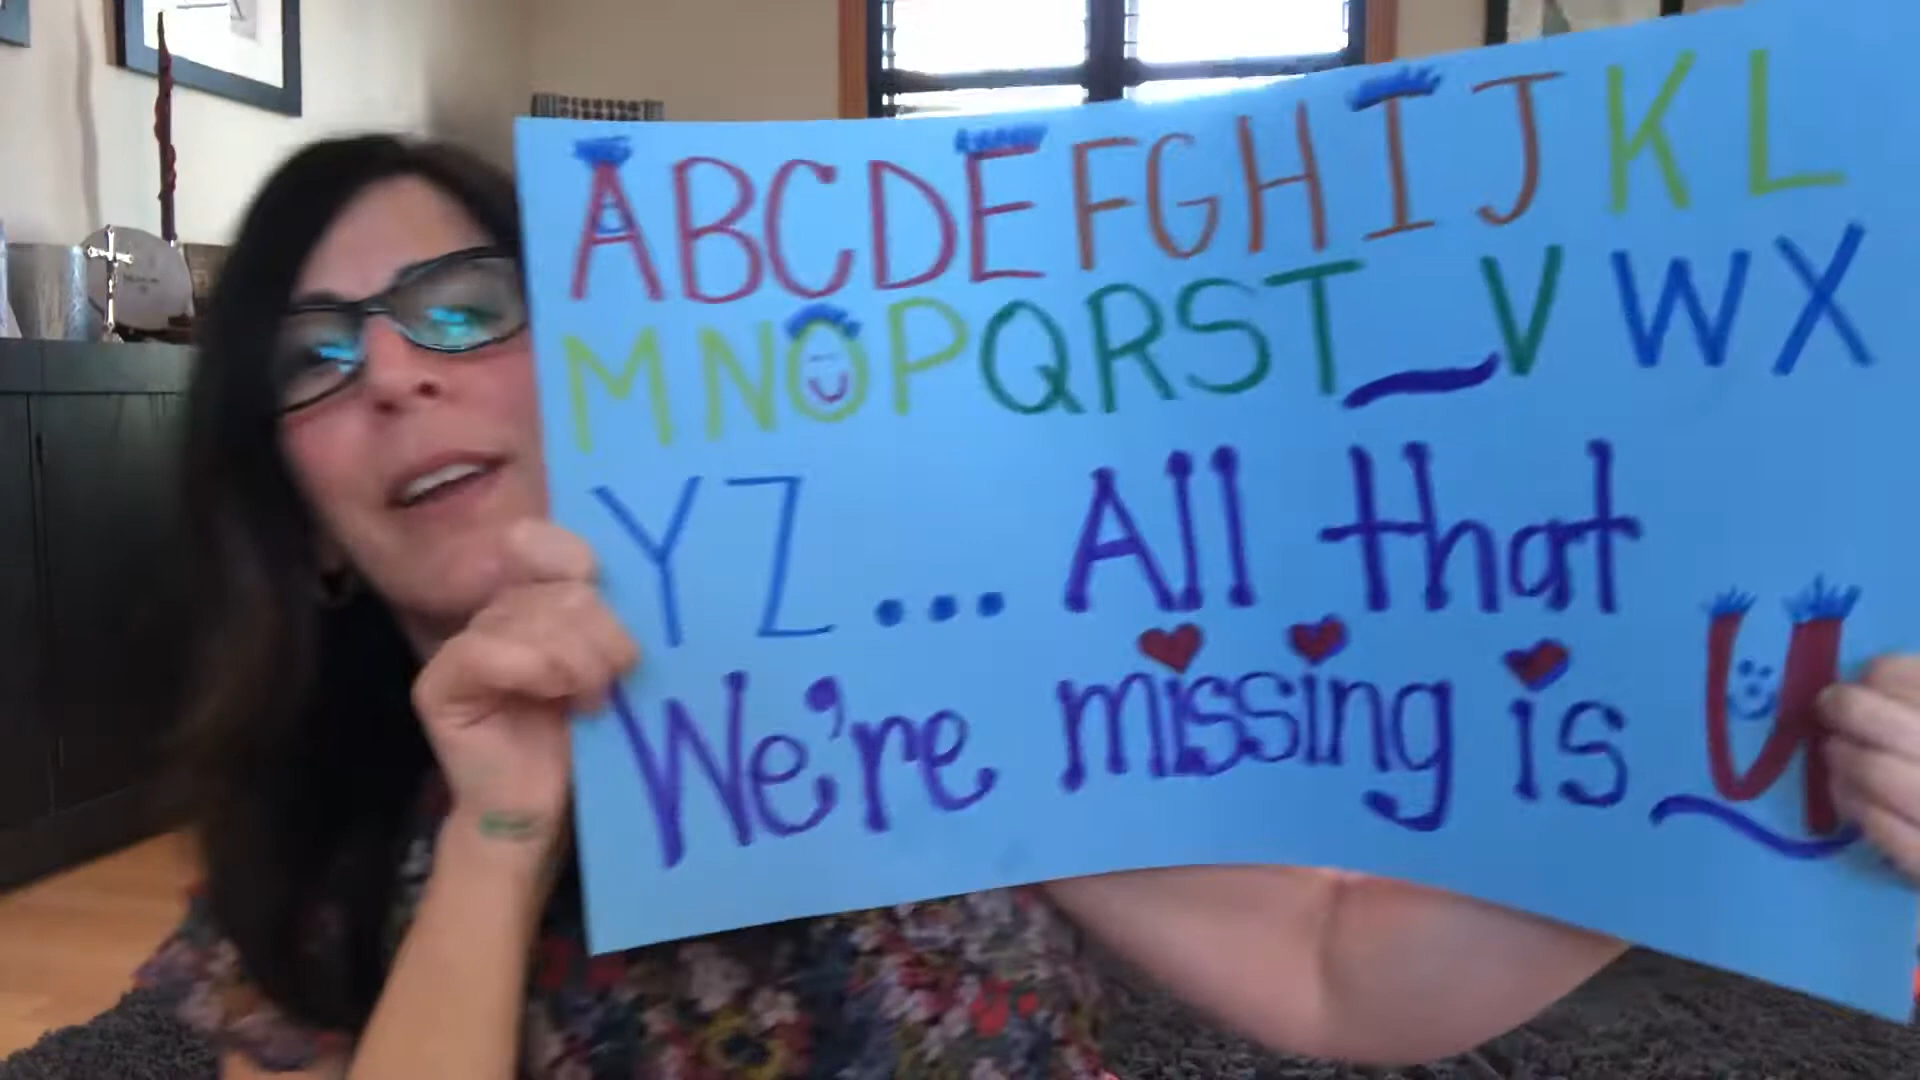 ABCDEFGHIJKL
MNOPQRST_VWX
YZ... All that
We're missing is U